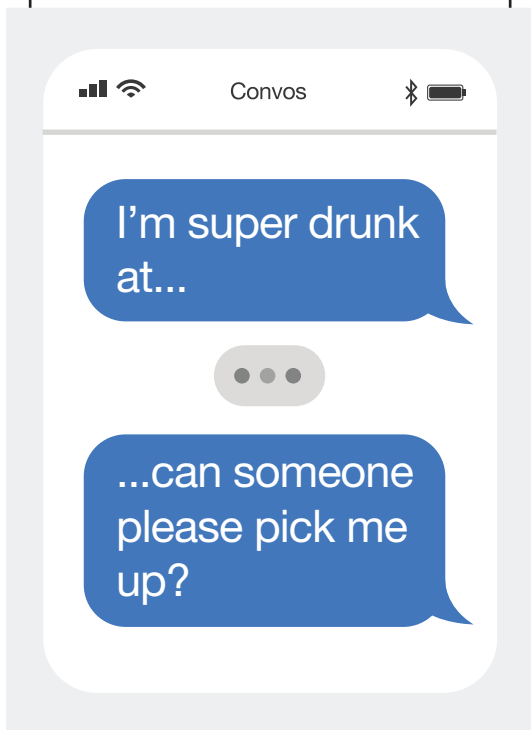 Convos
I’m super drunk
at...
...can someone
please pick me
up?